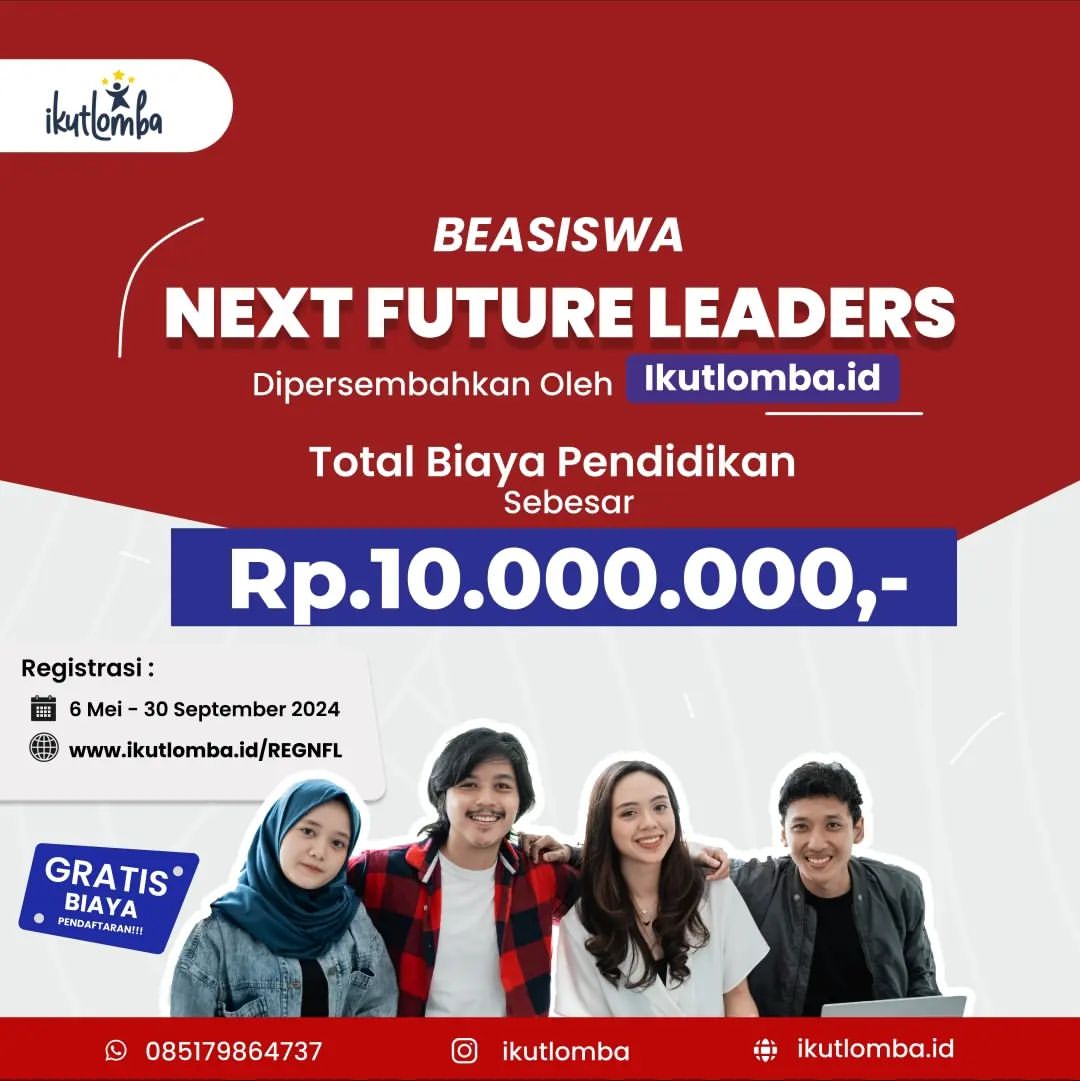 ikutlomba
BEASISWA
NEXT FUTURE LEADERS
Dipersembahkan Oleh Ikutlomba.id
Total Biaya Pendidikan
Sebesar
Rp.10.000.000,-
Registrasi :
6 Mei - 30 September 2024
www.ikutlomba.id/REGNFL
GRATIS
BIAYA
PENDAFTARAN!!!
085179864737
ikutlomba
ikutlomba.id